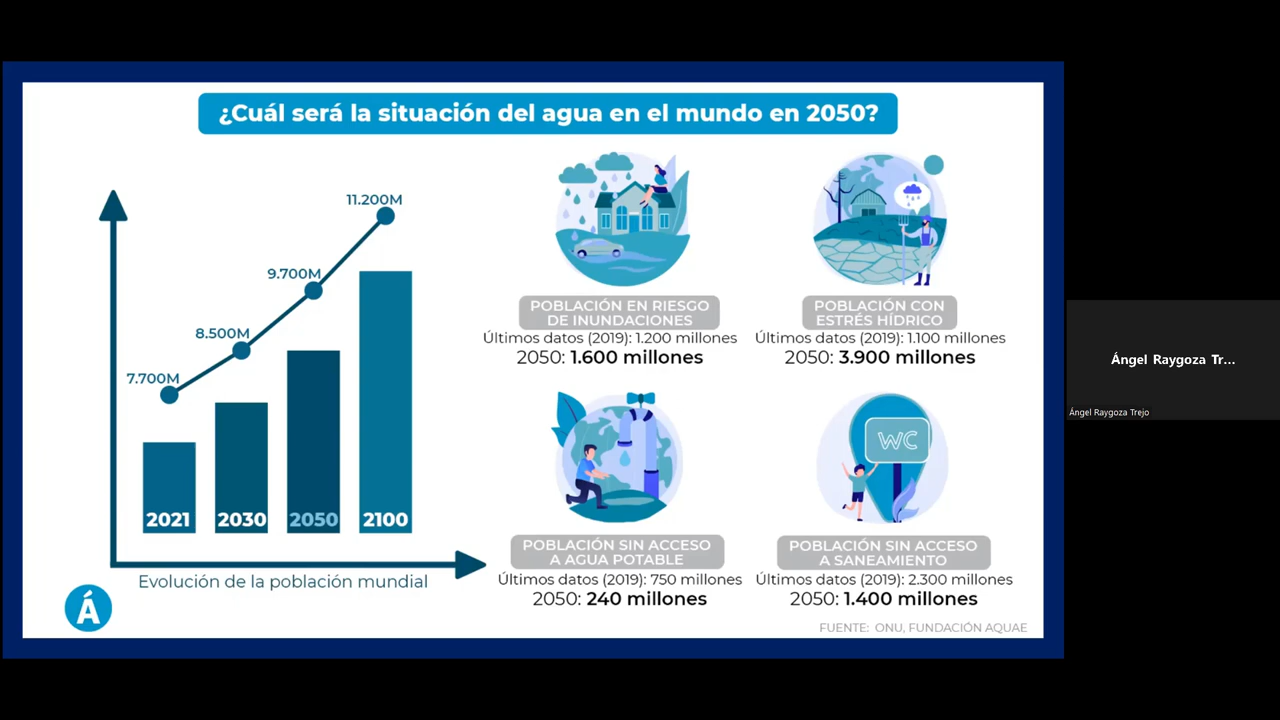 ¿Cuál será la situación del agua en el mundo en 2050?
11.200M
9.700M
8.500M
7.700M
2021
2030
2050
2100
Evolución de la población mundial
Á
POBLACIÓN EN RIESGO
DE INUNDACIONES
Últimos datos (2019): 1.200 millones
2050: 1.600 millones
POBLACIÓN CON
ESTRÉS HÍDRICO
Últimos datos (2019): 1.100 millones
2050: 3.900 millones
POBLACIÓN SIN ACCESO
A AGUA POTABLE
Últimos datos (2019): 750 millones
2050: 240 millones
WC
POBLACIÓN SIN ACCESO
A SANEAMIENTO
Últimos datos (2019): 2.300 millones
2050: 1.400 millones
FUENTE: ONU, FUNDACIÓN AQUAE
Ángel Raygoza Tr...
Ángel Raygoza Trejo